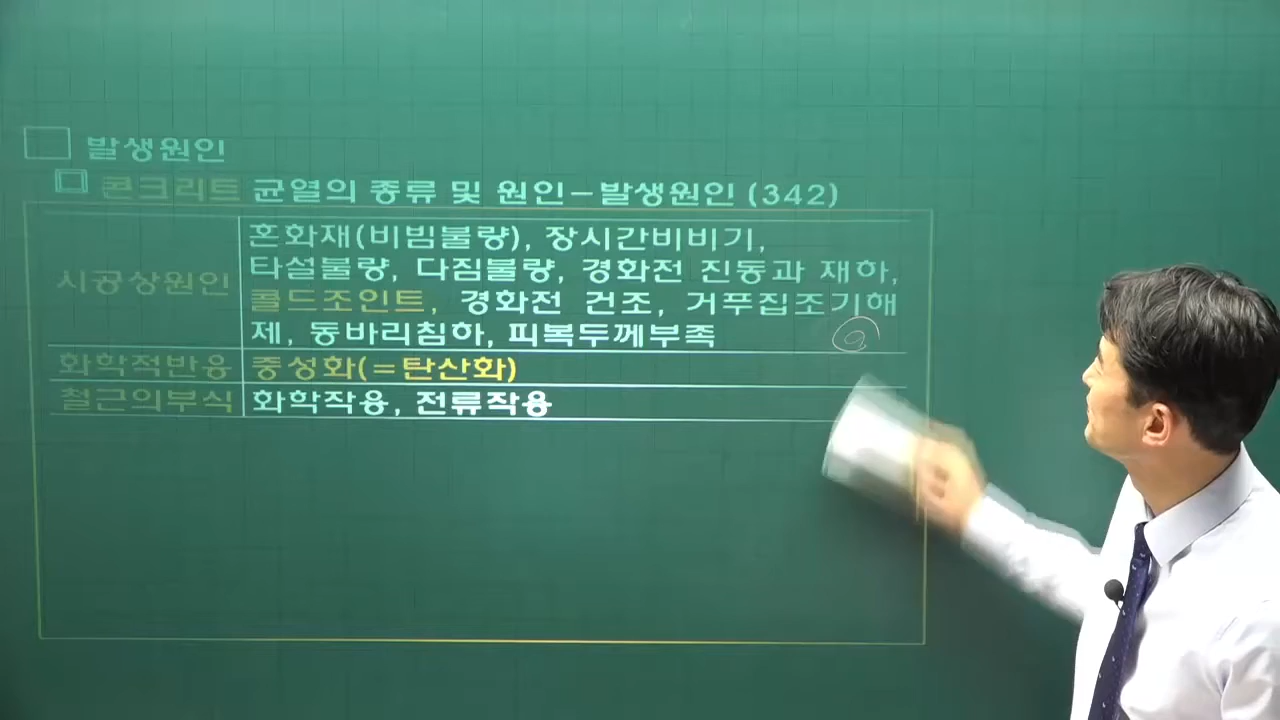 발생원인
콘크리트 균열의 종류 및 원인-발생원인 (342)
시공상원인
혼화재(비빔불량), 장시간비비기,
타설불량, 다짐불량, 경화전 진동과 재하,
콜드조인트, 경화전 건조, 거푸집조기해
제, 동바리침하, 피복두께부족
화학적반응 중성화(=탄산화)
철근의부식 화학작용, 전류작용